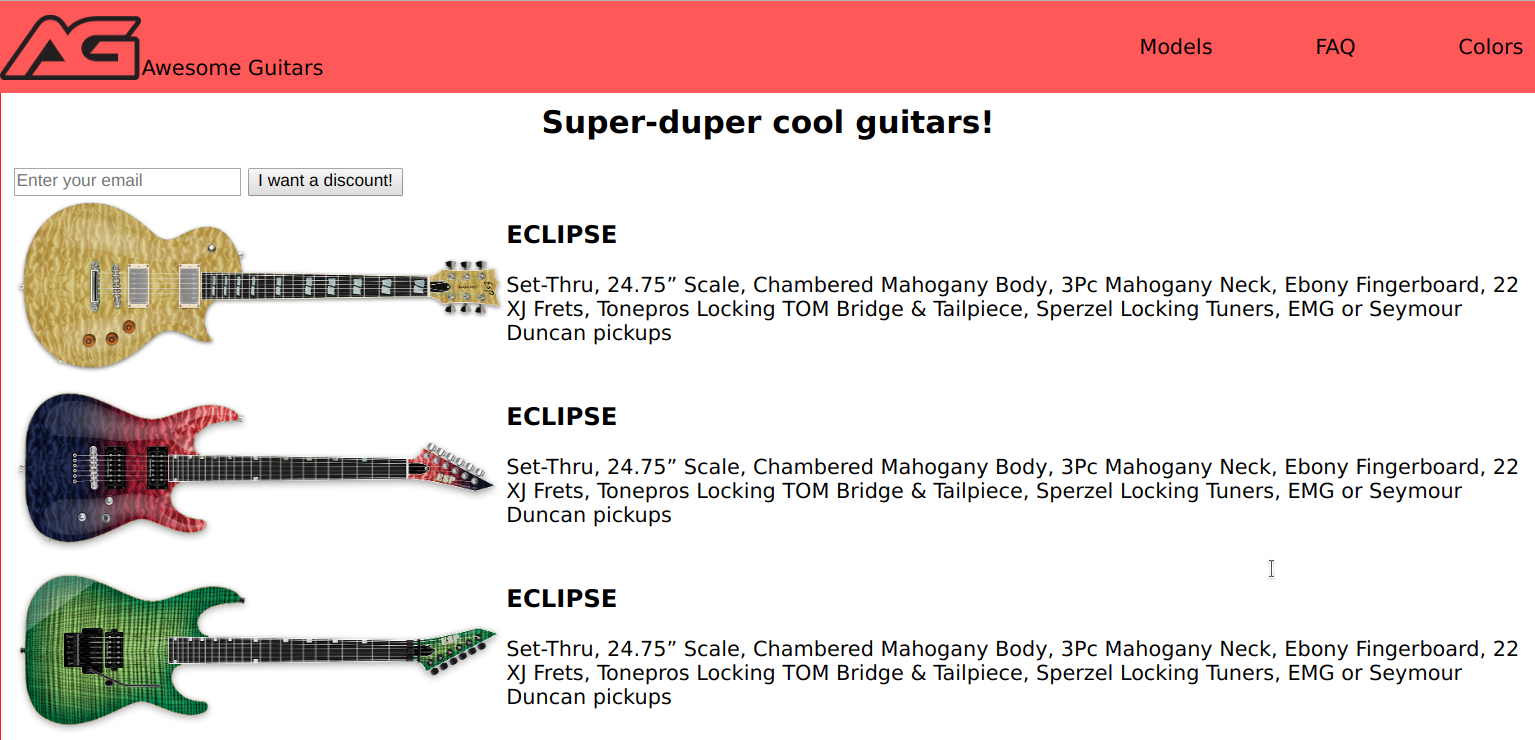 AG
Awesome Guitars
Models
FAQ
Colors
Super-duper cool guitars!
Enter your email
I want a discount!
ECLIPSE
Set-Thru, 24.75” Scale, Chambered Mahogany Body, 3Pc Mahogany Neck, Ebony Fingerboard, 22
XJ Frets, Tonepros Locking TOM Bridge & Tailpiece, Sperzel Locking Tuners, EMG or Seymour
Duncan pickups
ECLIPSE
Set-Thru, 24.75” Scale, Chambered Mahogany Body, 3Pc Mahogany Neck, Ebony Fingerboard, 22
XJ Frets, Tonepros Locking TOM Bridge & Tailpiece, Sperzel Locking Tuners, EMG or Seymour
Duncan pickups
ECLIPSE
Set-Thru, 24.75” Scale, Chambered Mahogany Body, 3Pc Mahogany Neck, Ebony Fingerboard, 22
XJ Frets, Tonepros Locking TOM Bridge & Tailpiece, Sperzel Locking Tuners, EMG or Seymour
Duncan pickups